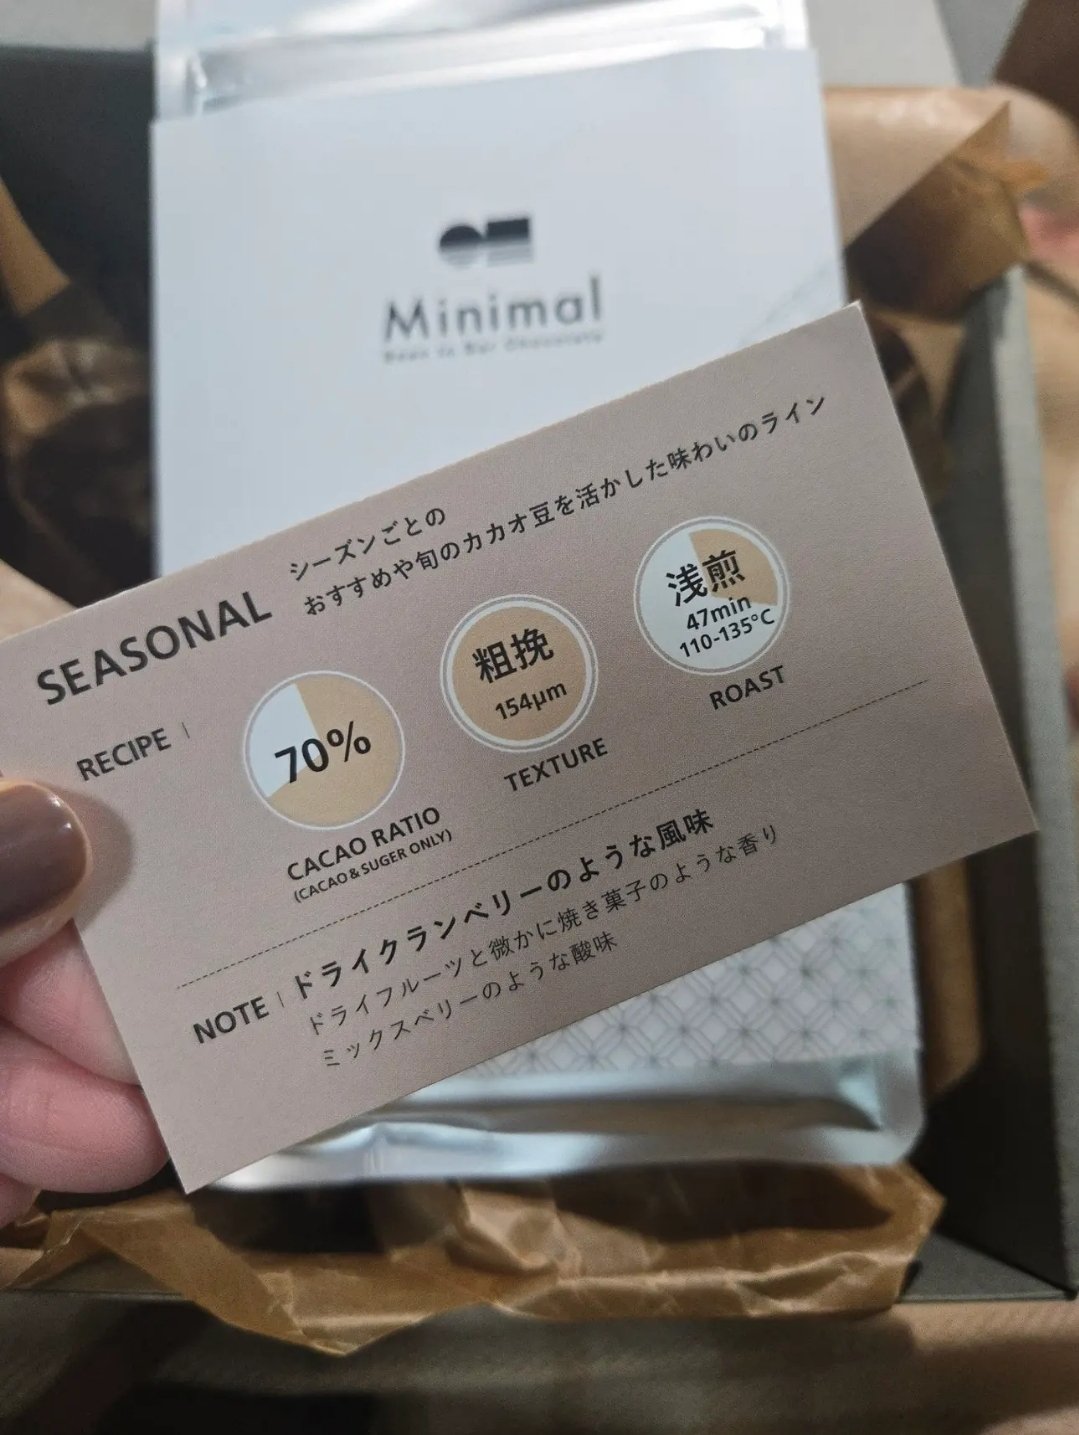 Minimal
Bean to Bar Chocolate
SEASONAL
シーズンごとの
おすすめや旬のカカオ豆を活かした味わいのライン
RECIPE |
70%
CACAO RATIO
(CACAO & SUGER ONLY)
粗挽
154μm
TEXTURE
浅煎
47min
110-135°C
ROAST
NOTE | ドライクランベリーのような風味
ドライフルーツと微かに焼き菓子のような香り
ミックスベリーのような酸味